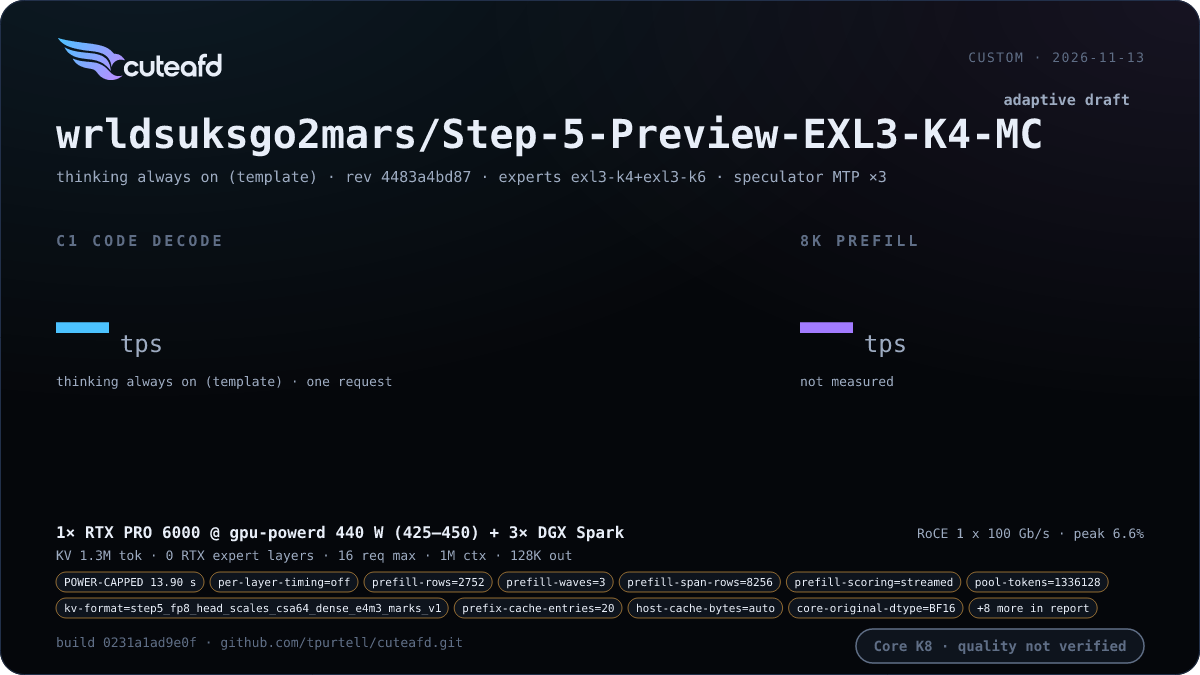 cuteafd
CUSTOM · 2026-11-13
adaptive draft
wrldsuksgo2mars/Step-5-Preview-EXL3-K4-MC
thinking always on (template) · rev 4483a4bd87 · experts exl3-k4+exl3-k6 · speculator MTP ×3
C1 CODE DECODE
8K PREFILL
— tps
— tps
thinking always on (template) · one request
not measured
1× RTX PRO 6000 @ gpu-powerd 440 W (425–450) + 3× DGX Spark
RoCE 1 x 100 Gb/s · peak 6.6%
KV 1.3M tok · 0 RTX expert layers · 16 req max · 1M ctx · 128K out
POWER-CAPPED 13.90 s per-layer-timing=off prefill-rows=2752 prefill-waves=3 prefill-span-rows=8256 prefill-scoring=streamed pool-tokens=1336128
kv-format=step5_fp8_head_scales_csa64_dense_e4m3_marks_v1 prefix-cache-entries=20 host-cache-bytes=auto core-original-dtype=BF16 +8 more in report
build 0231a1ad9e0f · github.com/tpurtell/cuteafd.git
Core K8 · quality not verified